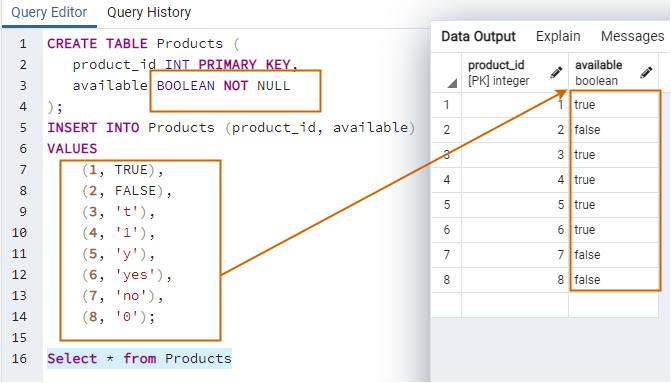 Query Editor Query History
1 CREATE TABLE Products (
2 product_id INT PRIMARY KEY,
3 available BOOLEAN NOT NULL
4 );
5 INSERT INTO Products (product_id, available)
6 VALUES
7 (1, TRUE),
8 (2, FALSE),
9 (3, 't'),
10 (4, '1'),
11 (5, 'y'),
12 (6, 'yes'),
13 (7, 'no'),
14 (8, '0');
15
16 Select * from Products
Data Output Explain Messages
product_id available
[PK] integer boolean
1 1 true
2 2 false
3 3 true
4 4 true
5 5 true
6 6 true
7 7 false
8 8 false